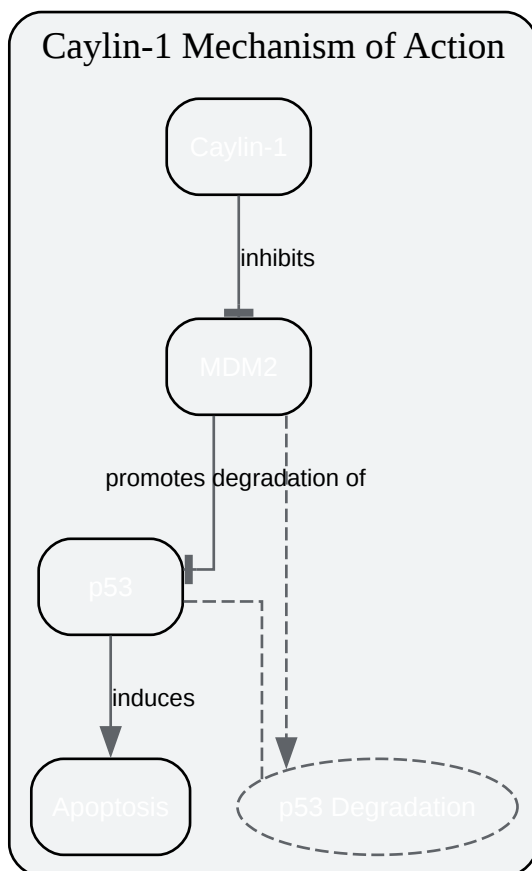 Caylin-1 Mechanism of Action
Caylin-1
inhibits
MDM2
promotes degradation of
p53
induces
Apoptosis
p53 Degradation